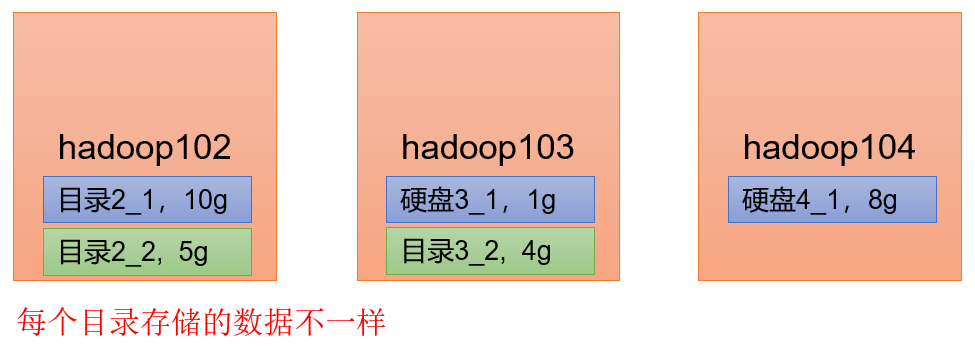 hadoop102
目录2_1，10g
目录2_2,  5g
hadoop103
硬盘3_1，1g
目录3_2,  4g
hadoop104
硬盘4_1，8g
每个目录存储的数据不一样